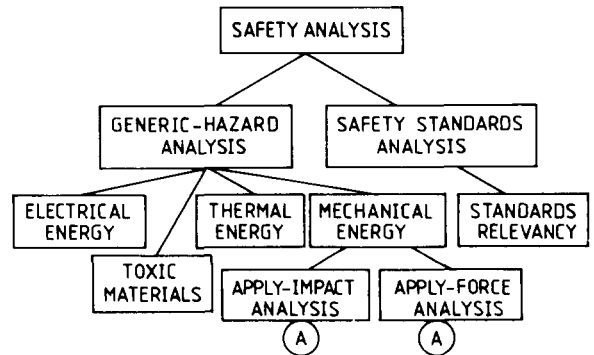 SAFETY ANALYSIS
GENERIC-HAZARD
ANALYSIS
SAFETY STANDARDS
ANALYSIS
ELECTRICAL
ENERGY
TOXIC
MATERIALS
THERMAL
ENERGY
MECHANICAL
ENERGY
STANDARDS
RELEVANCY
APPLY-IMPACT
ANALYSIS
APPLY-FORCE
ANALYSIS
A
A